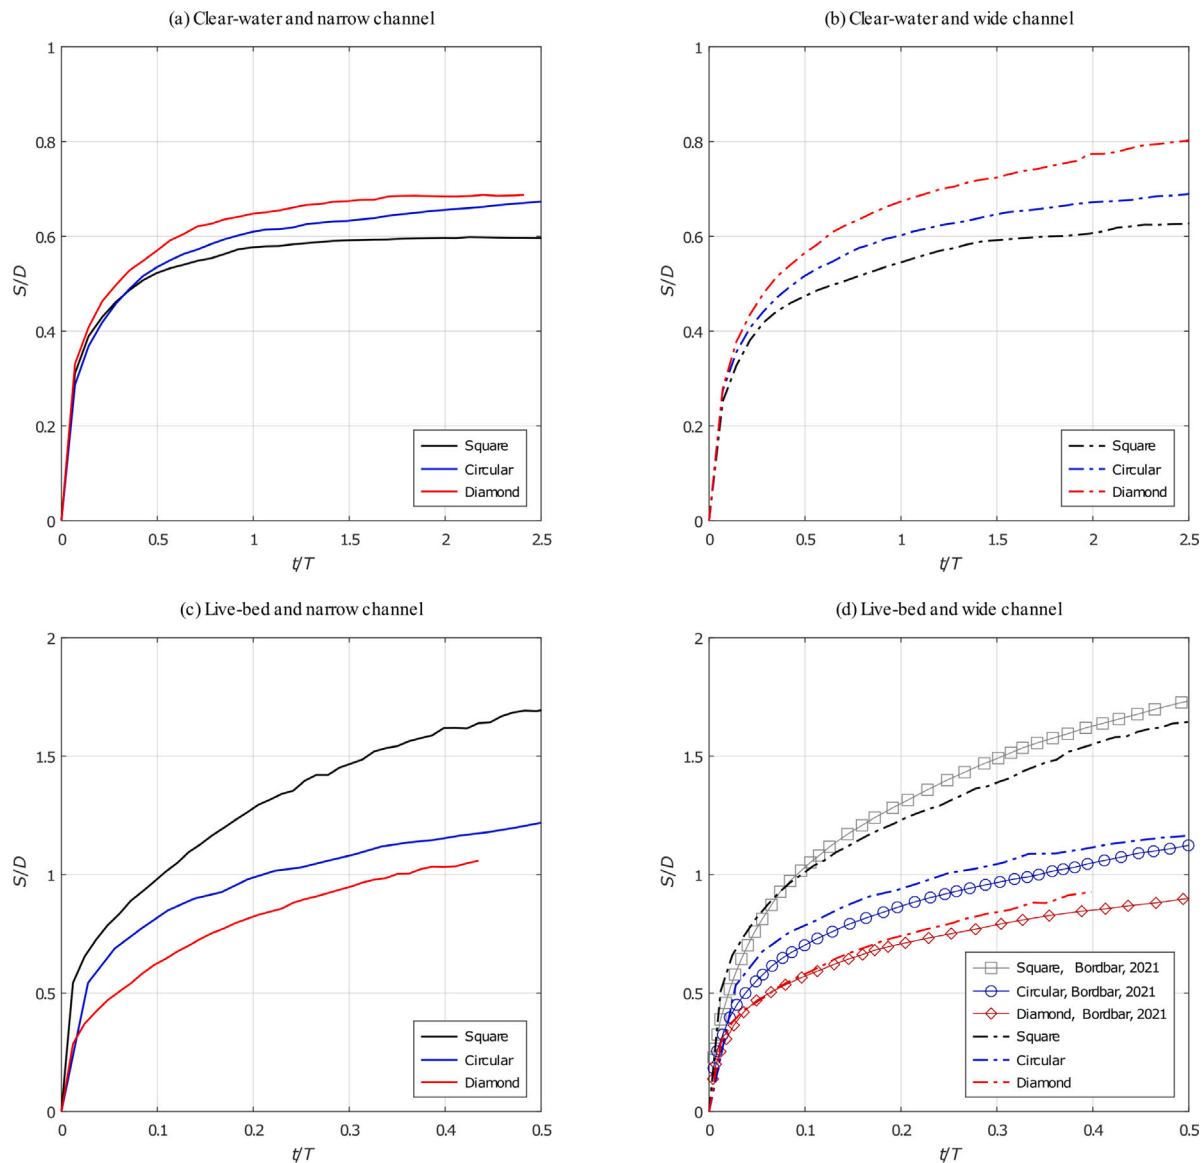 (a) Clear-water and narrow channel
1
0.8
0.6
0.4
0.2
0
S/D
Square
Circular
Diamond
0 0.5 1 1.5 2 2.5
t/T
(b) Clear-water and wide channel
1
0.8
0.6
0.4
0.2
0
S/D
Square
Circular
Diamond
0 0.5 1 1.5 2 2.5
t/T
(c) Live-bed and narrow channel
2
1.5
1
0.5
0
S/D
Square
Circular
Diamond
0 0.1 0.2 0.3 0.4 0.5
t/T
(d) Live-bed and wide channel
2
1.5
1
0.5
0
S/D
Square, Bordbar, 2021
Circular, Bordbar, 2021
Diamond, Bordbar, 2021
Square
Circular
Diamond
0 0.1 0.2 0.3 0.4 0.5
t/T